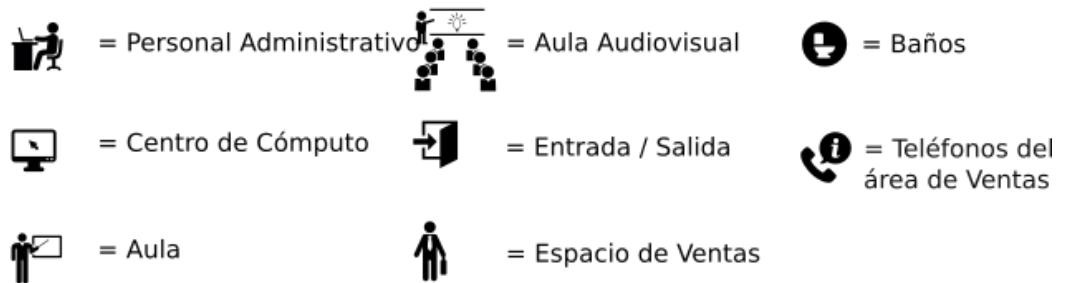 = Personal Administrativo
= Aula Audiovisual
= Baños
= Centro de Cómputo
= Entrada / Salida
= Teléfonos del
área de Ventas
= Aula
= Espacio de Ventas